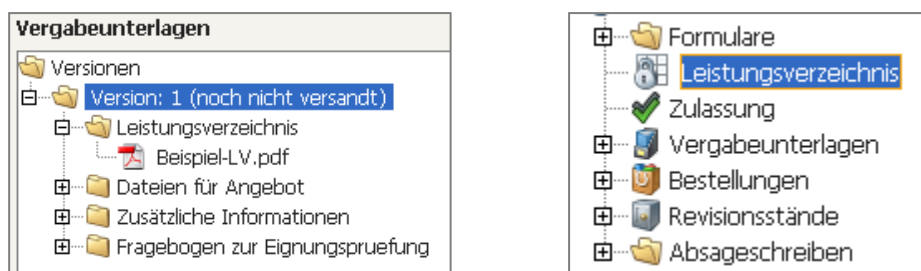 Vergabeunterlagen
Versionen
Version: 1 (noch nicht versandt)
Leistungsverzeichnis
Beispiel-LV.pdf
Dateien für Angebot
Zusätzliche Informationen
Fragebogen zur Eignungspruefung
Formulare
Leistungsverzeichnis
Zulassung
Vergabeunterlagen
Bestellungen
Revisionsstände
Absageschreiben